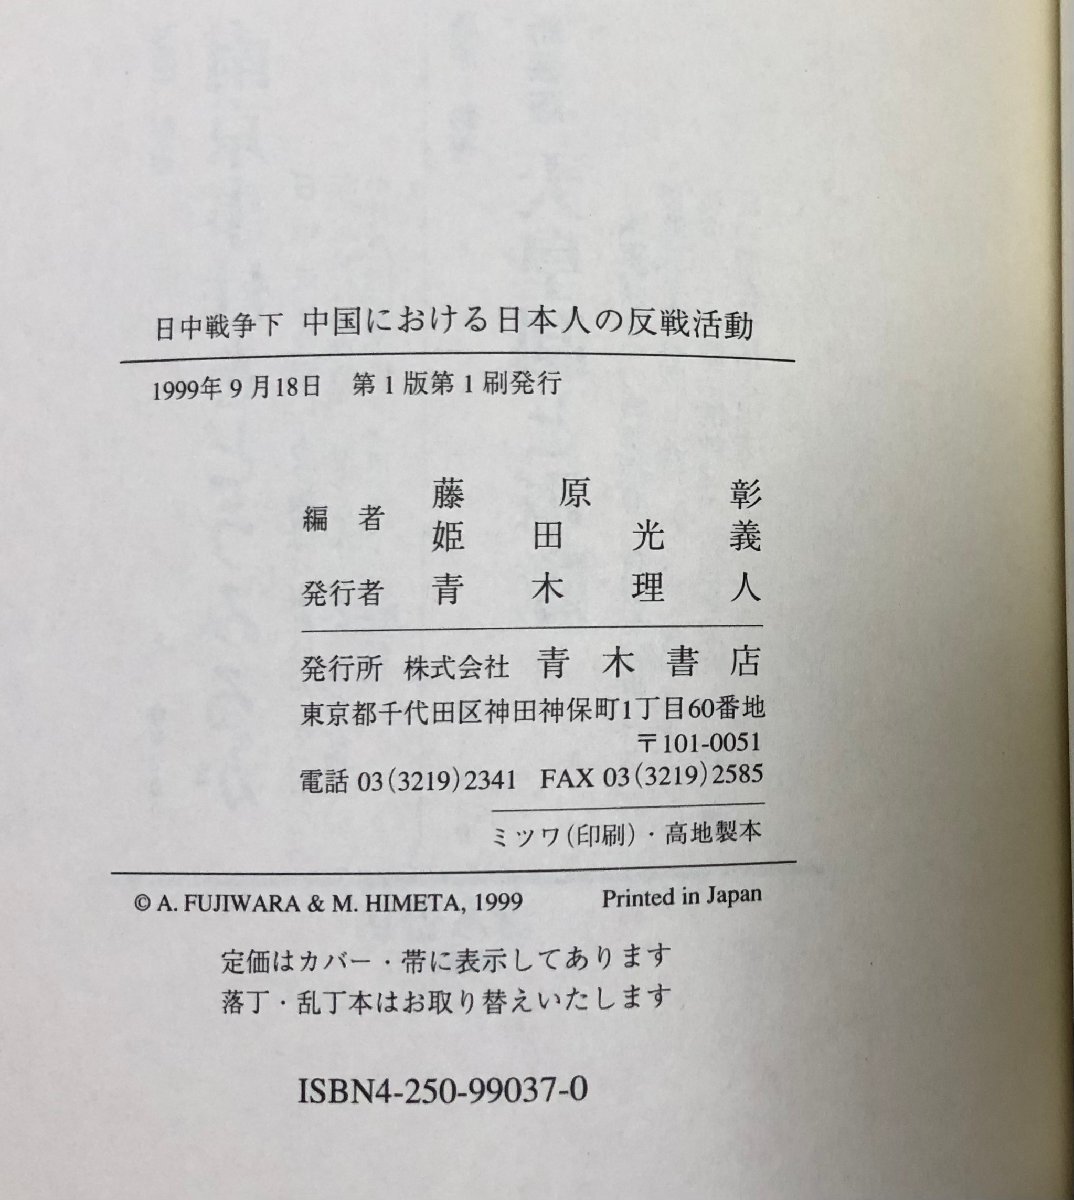 日中戦争下 中国における日本人の反戦活動
1999年9月18日 第1版第1刷発行
編者 藤原彰
姫田光義
発行者 青木理人
発行所 株式会社 青木書店
東京都千代田区神田神保町1丁目60番地
〒101-0051
電話 03(3219)2341 FAX 03(3219)2585
ミツワ(印刷)・高地製本
© A. FUJIWARA & M. HIMETA, 1999 Printed in Japan
定価はカバー・帯に表示してあります
落丁・乱丁本はお取り替えいたします
ISBN4-250-99037-0